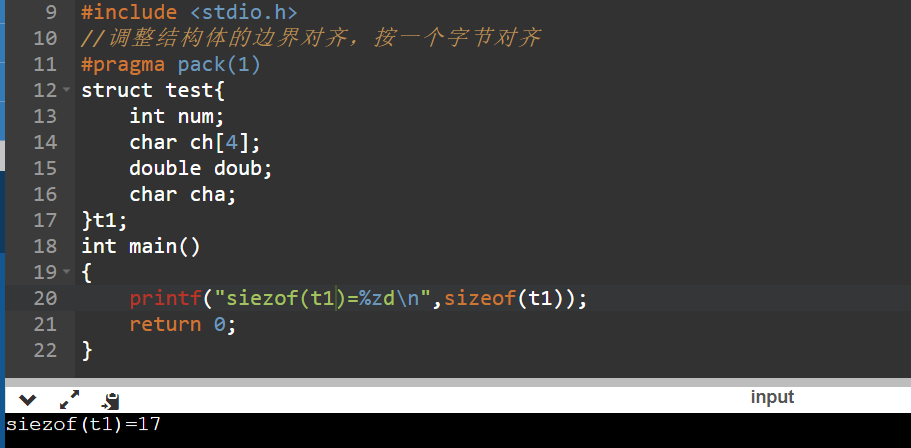 9 #include <stdio.h>
10 //调整结构体的边界对齐，按一个字节对齐
11 #pragma pack(1)
12 struct test{
13 int num;
14 char ch[4];
15 double doub;
16 char cha;
17 }t1;
18 int main()
19 {
20 printf("siezof(t1)=%zd\n",sizeof(t1));
21 return 0;
22 }
input
siezof(t1)=17